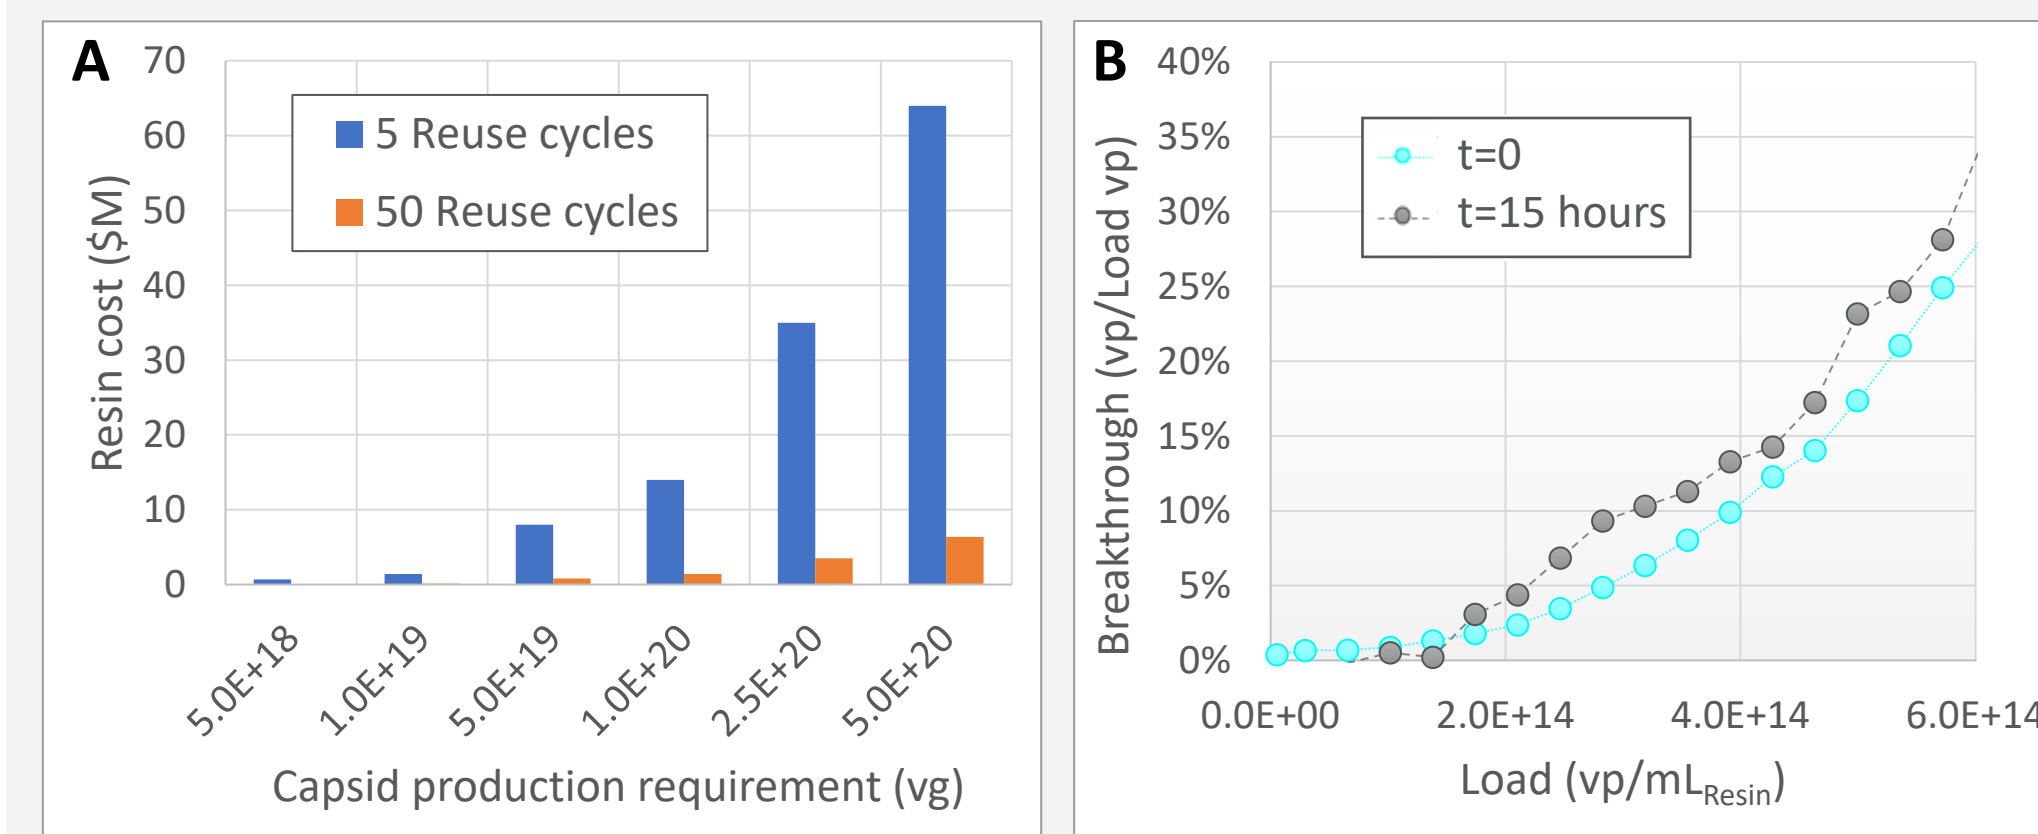 A
70
60
50
40
30
20
10
0
Resin cost ($M)
5 Reuse cycles
50 Reuse cycles
5.0E+18
1.0E+19
5.0E+19
1.0E+20
2.5E+20
5.0E+20
Capsid production requirement (vg)
B
40%
35%
30%
25%
20%
15%
10%
5%
0%
Breakthrough (vp/Load vp)
t=0
t=15 hours
0.0E+00
2.0E+14
4.0E+14
6.0E+14
Load (vp/mLResin)